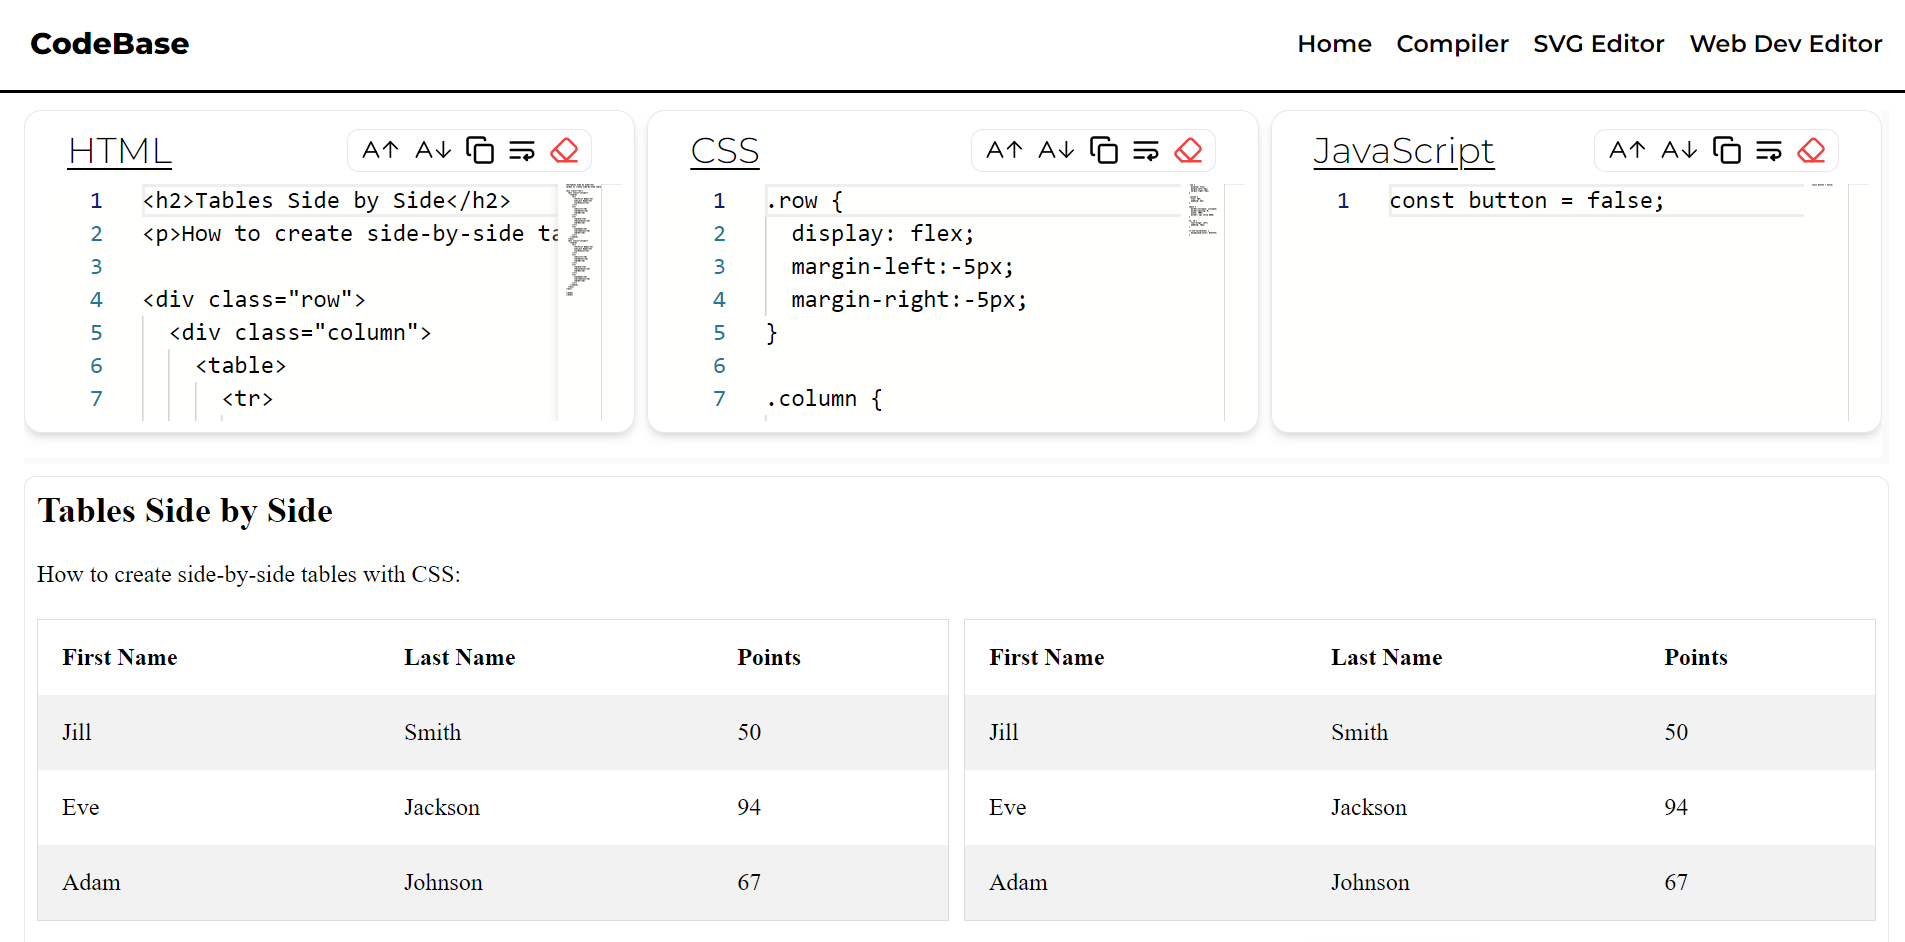 CodeBase
Home Compiler SVG Editor Web Dev Editor
HTML A↑ A↓
1 <h2>Tables Side by Side</h2>
2 <p>How to create side-by-side ta
3
4 <div class="row">
5 <div class="column">
6 <table>
7 <tr>
CSS A↑ A↓
1 .row {
2 display: flex;
3 margin-left:-5px;
4 margin-right:-5px;
5 }
6
7 .column {
JavaScript A↑ A↓
1 const button = false;
Tables Side by Side
How to create side-by-side tables with CSS:
First Name Last Name Points
Jill Smith 50
Eve Jackson 94
Adam Johnson 67
First Name Last Name Points
Jill Smith 50
Eve Jackson 94
Adam Johnson 67